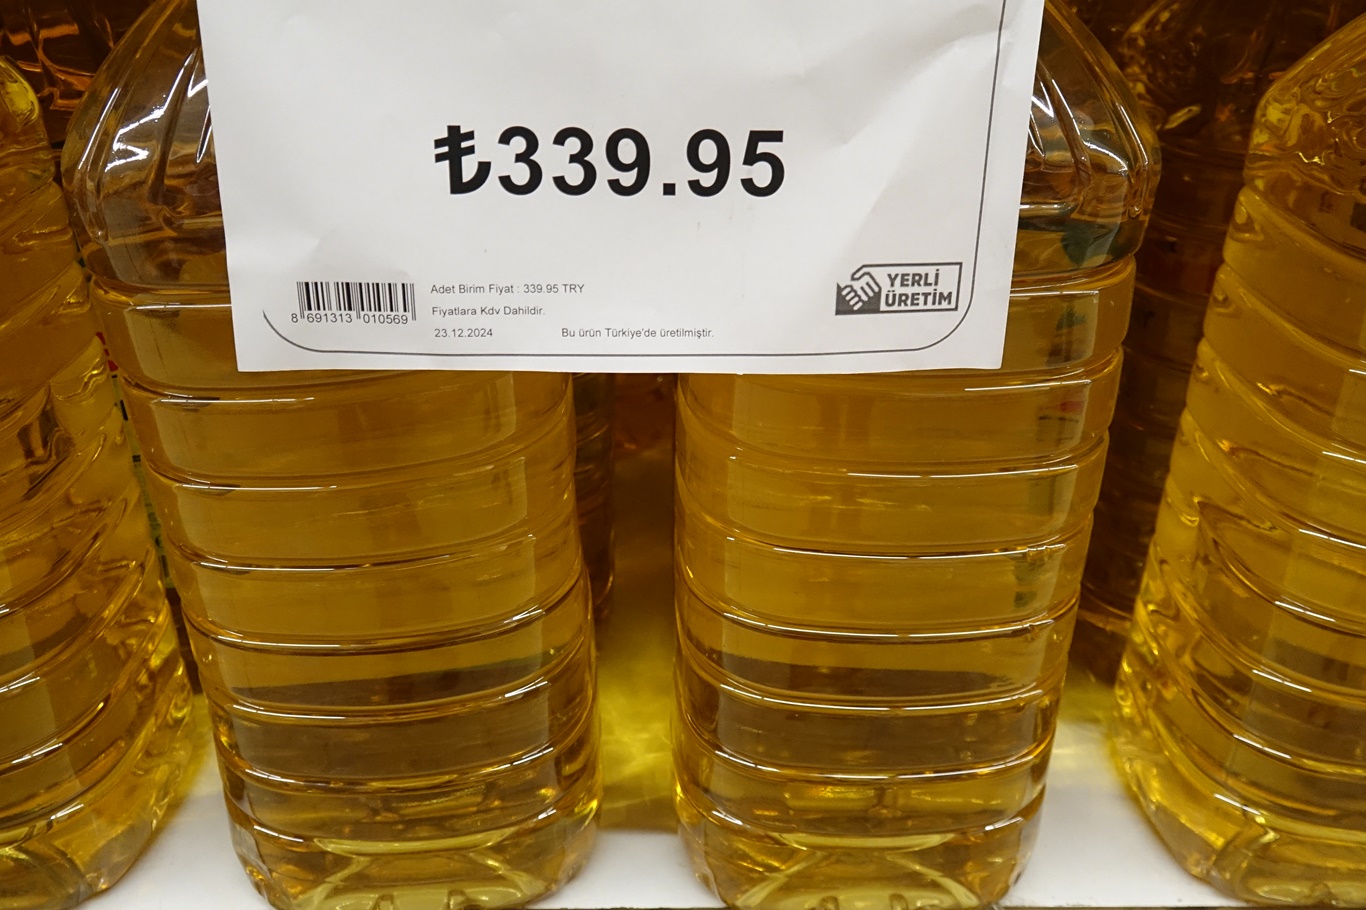 ₺339.95
YERLİ
ÜRETİM
Adet Birim Fiyat : 339.95 TRY
Fiyatlara Kdv Dahildir.
8 691313 010569
23.12.2024 Bu ürün Türkiye'de üretilmiştir.